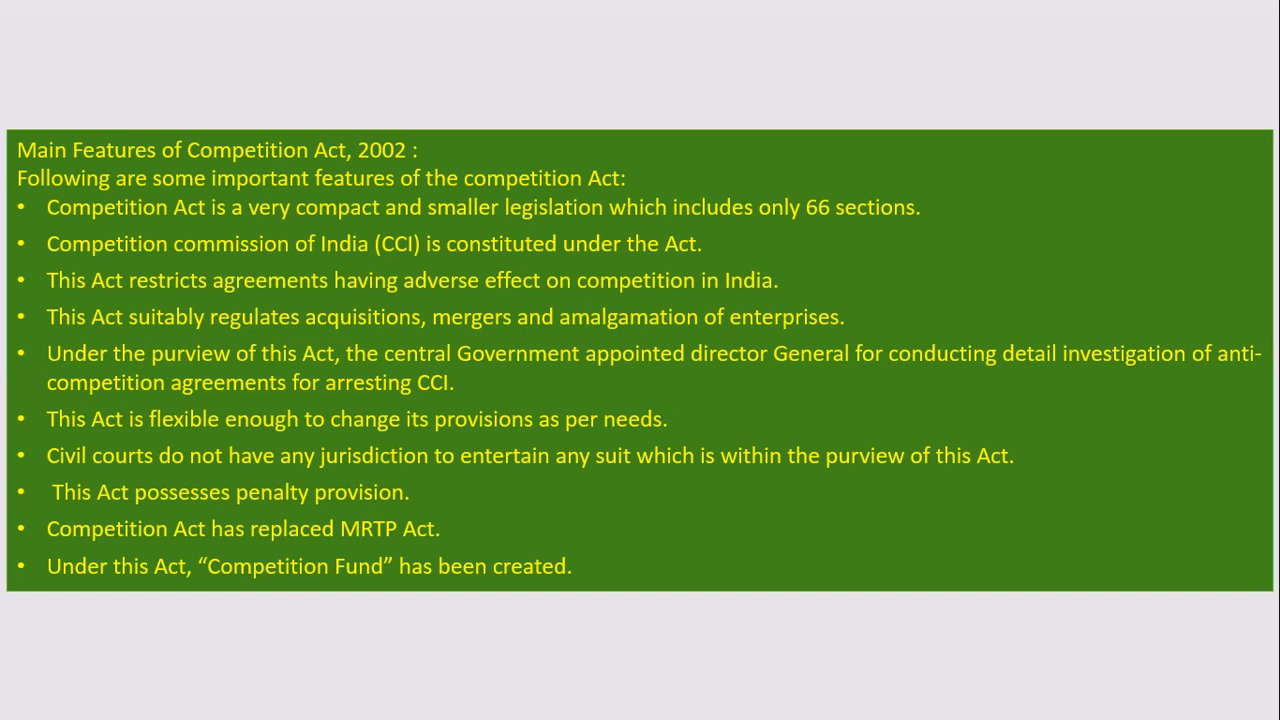 Main Features of Competition Act, 2002 :
Following are some important features of the competition Act:
• Competition Act is a very compact and smaller legislation which includes only 66 sections.
• Competition commission of India (CCI) is constituted under the Act.
• This Act restricts agreements having adverse effect on competition in India.
• This Act suitably regulates acquisitions, mergers and amalgamation of enterprises.
• Under the purview of this Act, the central Government appointed director General for conducting detail investigation of anti-
competition agreements for arresting CCI.
• This Act is flexible enough to change its provisions as per needs.
• Civil courts do not have any jurisdiction to entertain any suit which is within the purview of this Act.
• This Act possesses penalty provision.
• Competition Act has replaced MRTP Act.
• Under this Act, “Competition Fund” has been created.